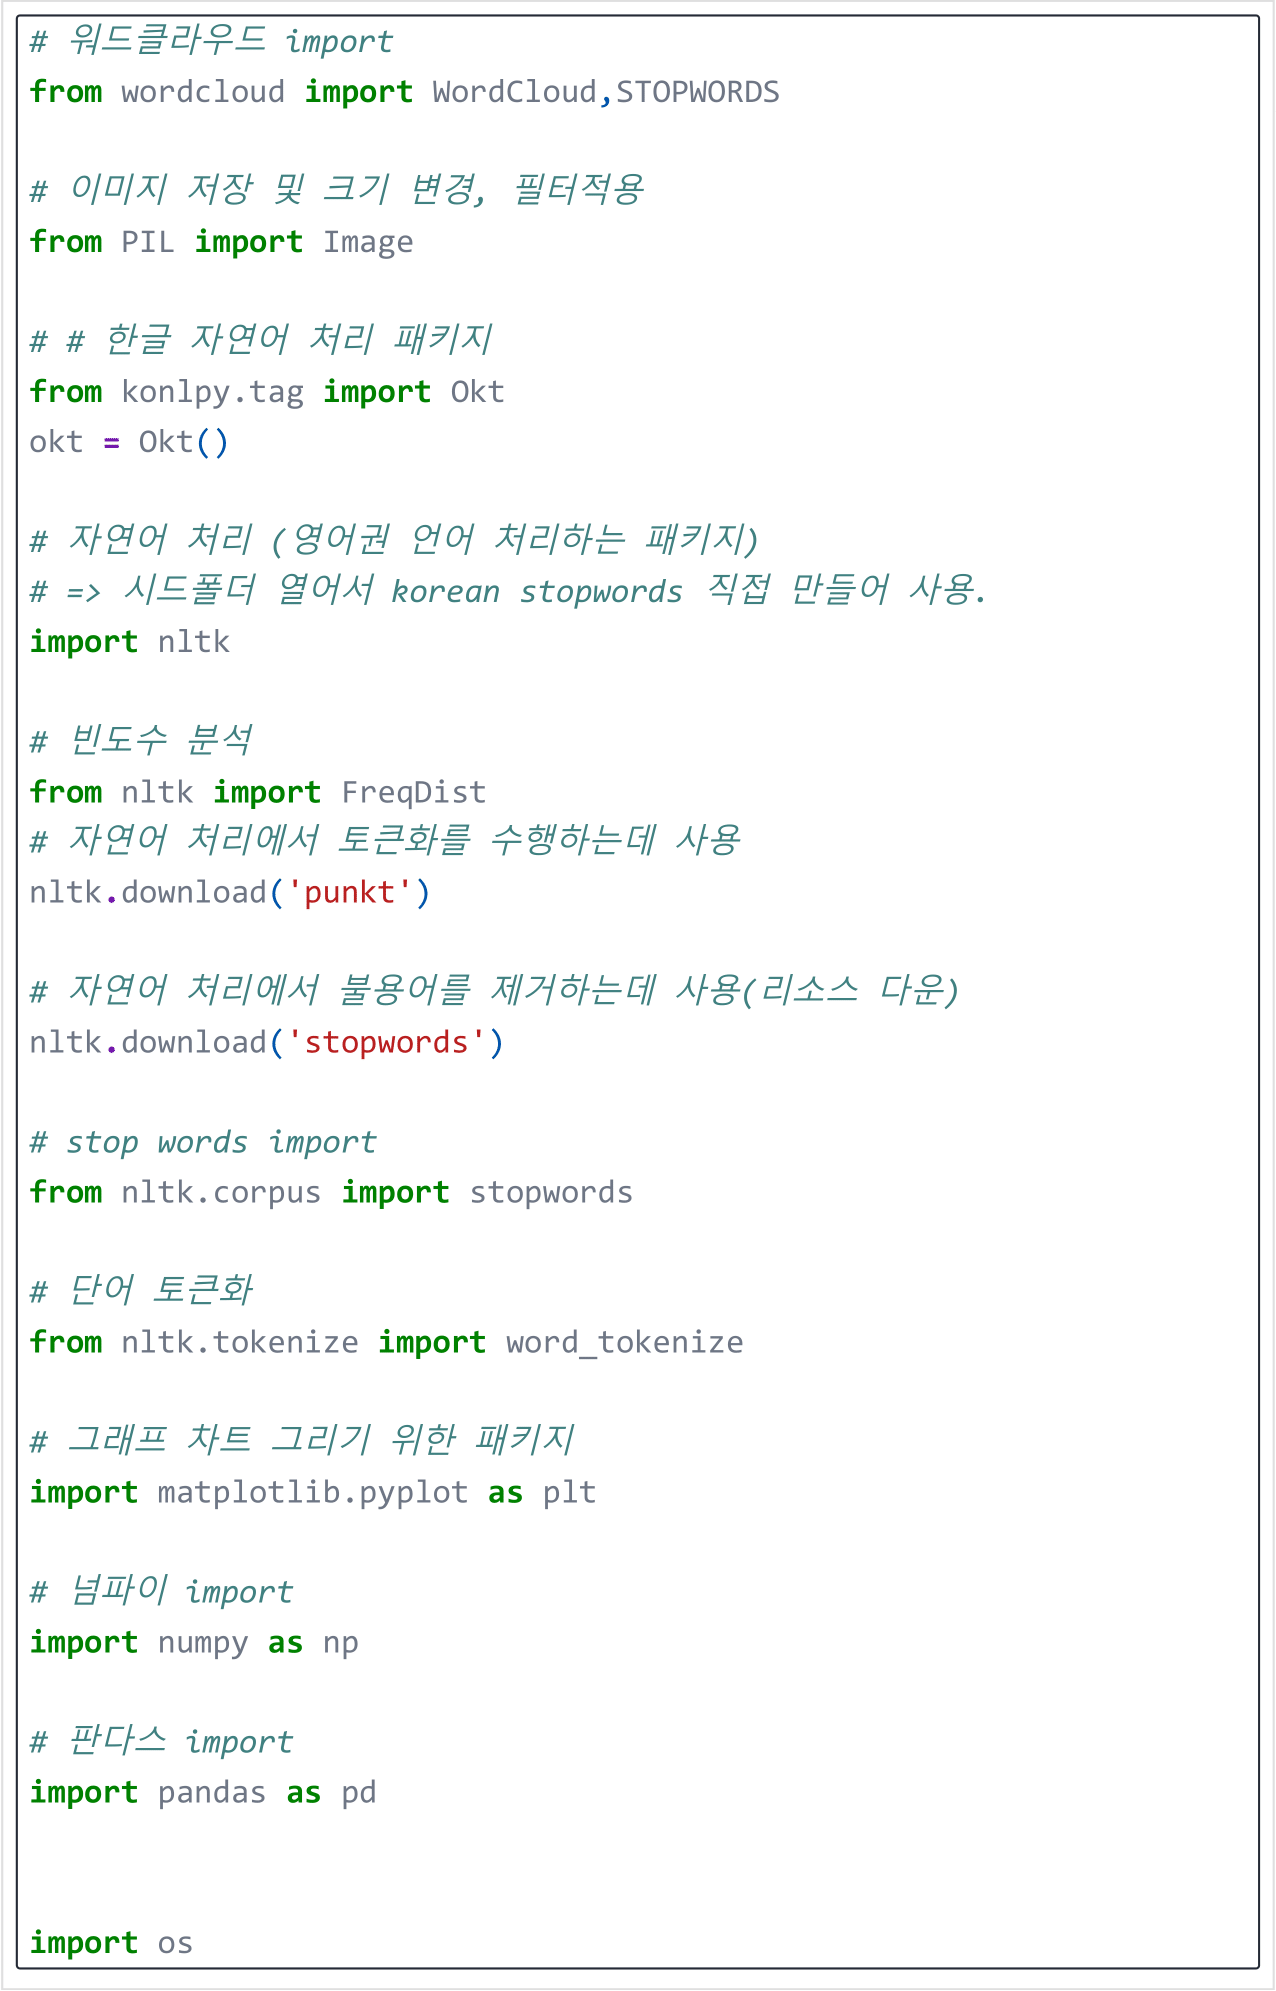 # 워드클라우드 import
from wordcloud import WordCloud,STOPWORDS
# 이미지 저장 및 크기 변경, 필터적용
from PIL import Image
# # 한글 자연어 처리 패키지
from konlpy.tag import Okt
okt = Okt()
# 자연어 처리 (영어권 언어 처리하는 패키지)
# => 시드폴더 열어서 korean stopwords 직접 만들어 사용.
import nltk
# 빈도수 분석
from nltk import FreqDist
# 자연어 처리에서 토큰화를 수행하는데 사용
nltk.download('punkt')
# 자연어 처리에서 불용어를 제거하는데 사용(리소스 다운)
nltk.download('stopwords')
# stop words import
from nltk.corpus import stopwords
# 단어 토큰화
from nltk.tokenize import word_tokenize
# 그래프 차트 그리기 위한 패키지
import matplotlib.pyplot as plt
# 넘파이 import
import numpy as np
# 판다스 import
import pandas as pd
import os